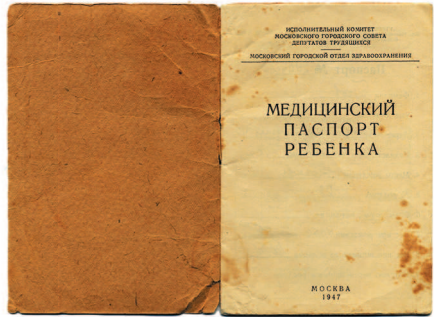 ИСПОЛНИТЕЛЬНЫЙ КОМИТЕТ
МОСКОВСКОГО ГОРОДСКОГО СОВЕТА
ДЕПУТАТОВ ТРУДЯЩИХСЯ
МОСКОВСКИЙ ГОРОДСКОЙ ОТДЕЛ ЗДРАВООХРАНЕНИЯ
МЕДИЦИНСКИЙ
ПАСПОРТ
РЕБЕНКА
МОСКВА
1947